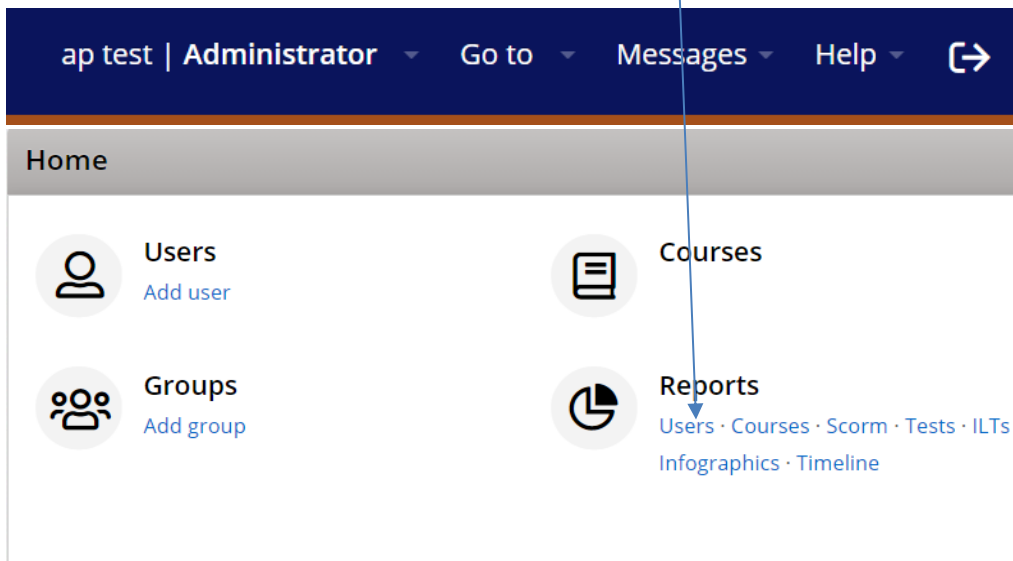 ap test | Administrator Go to Messages Help
Home
Users
Add user
Courses
Groups
Add group
Reports
Users · Courses · Scorm · Tests · ILTs
Infographics · Timeline